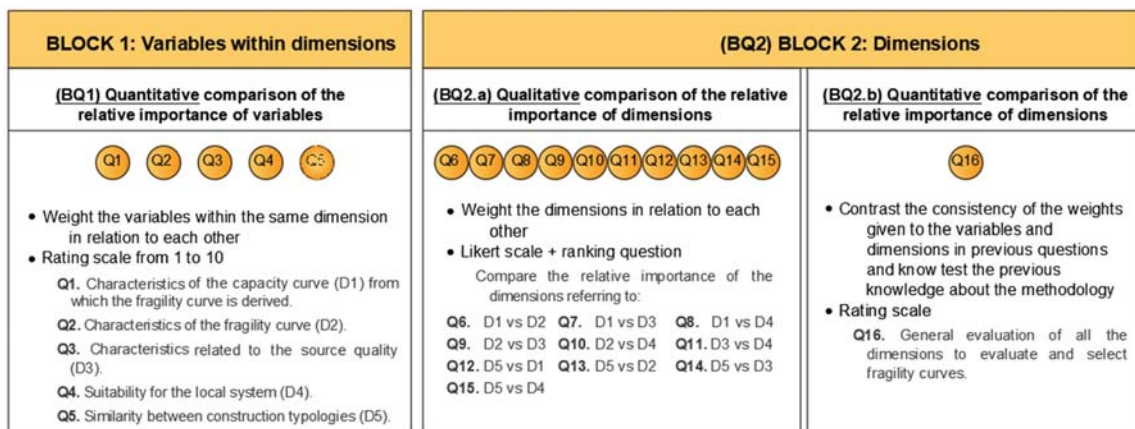 BLOCK 1: Variables within dimensions
(BQ1) Quantitative comparison of the
relative importance of variables
Q1 Q2 Q3 Q4 Q5
• Weight the variables within the same dimension
in relation to each other
• Rating scale from 1 to 10
Q1. Characteristics of the capacity curve (D1) from
which the fragility curve is derived.
Q2. Characteristics of the fragility curve (D2).
Q3. Characteristics related to the source quality
(D3).
Q4. Suitability for the local system (D4).
Q5. Similarity between construction typologies (D5).
(BQ2) BLOCK 2: Dimensions
(BQ2.a) Qualitative comparison of the relative
importance of dimensions
Q6 Q7 Q8 Q9 Q10 Q11 Q12 Q13 Q14 Q15
• Weight the dimensions in relation to each
other
• Likert scale + ranking question
Compare the relative importance of the
dimensions referring to:
Q6. D1 vs D2 Q7. D1 vs D3 Q8. D1 vs D4
Q9. D2 vs D3 Q10. D2 vs D4 Q11. D3 vs D4
Q12. D5 vs D1 Q13. D5 vs D2 Q14. D5 vs D3
Q15. D5 vs D4
(BQ2.b) Quantitative comparison of the
relative importance of dimensions
Q16
• Contrast the consistency of the weights
given to the variables and
dimensions in previous questions
and know test the previous
knowledge about the methodology
• Rating scale
Q16. General evaluation of all the
dimensions to evaluate and select
fragility curves.